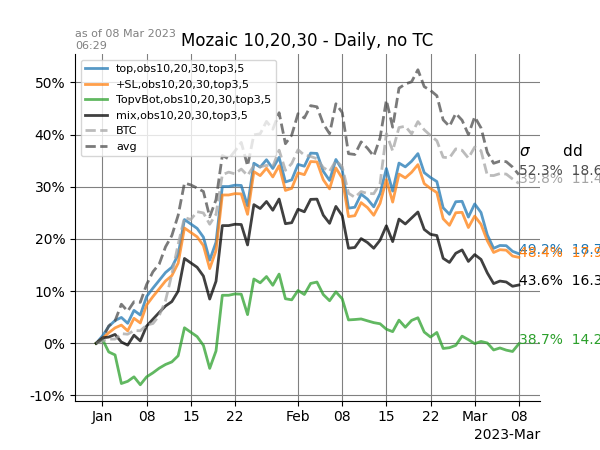 as of 08 Mar 2023
06:29
Mozaic 10,20,30 - Daily, no TC
top,obs10,20,30,top3,5
+SL,obs10,20,30,top3,5
TopvBot,obs10,20,30,top3,5
mix,obs10,20,30,top3,5
BTC
avg
50%
40%
30%
20%
10%
0%
-10%
σ dd
52.3% 18.6
39.8% 11.4
49.2% 18.7
43.6% 16.3
38.7% 14.2
Jan 08 15 22 Feb 08 15 22 Mar 08
2023-Mar